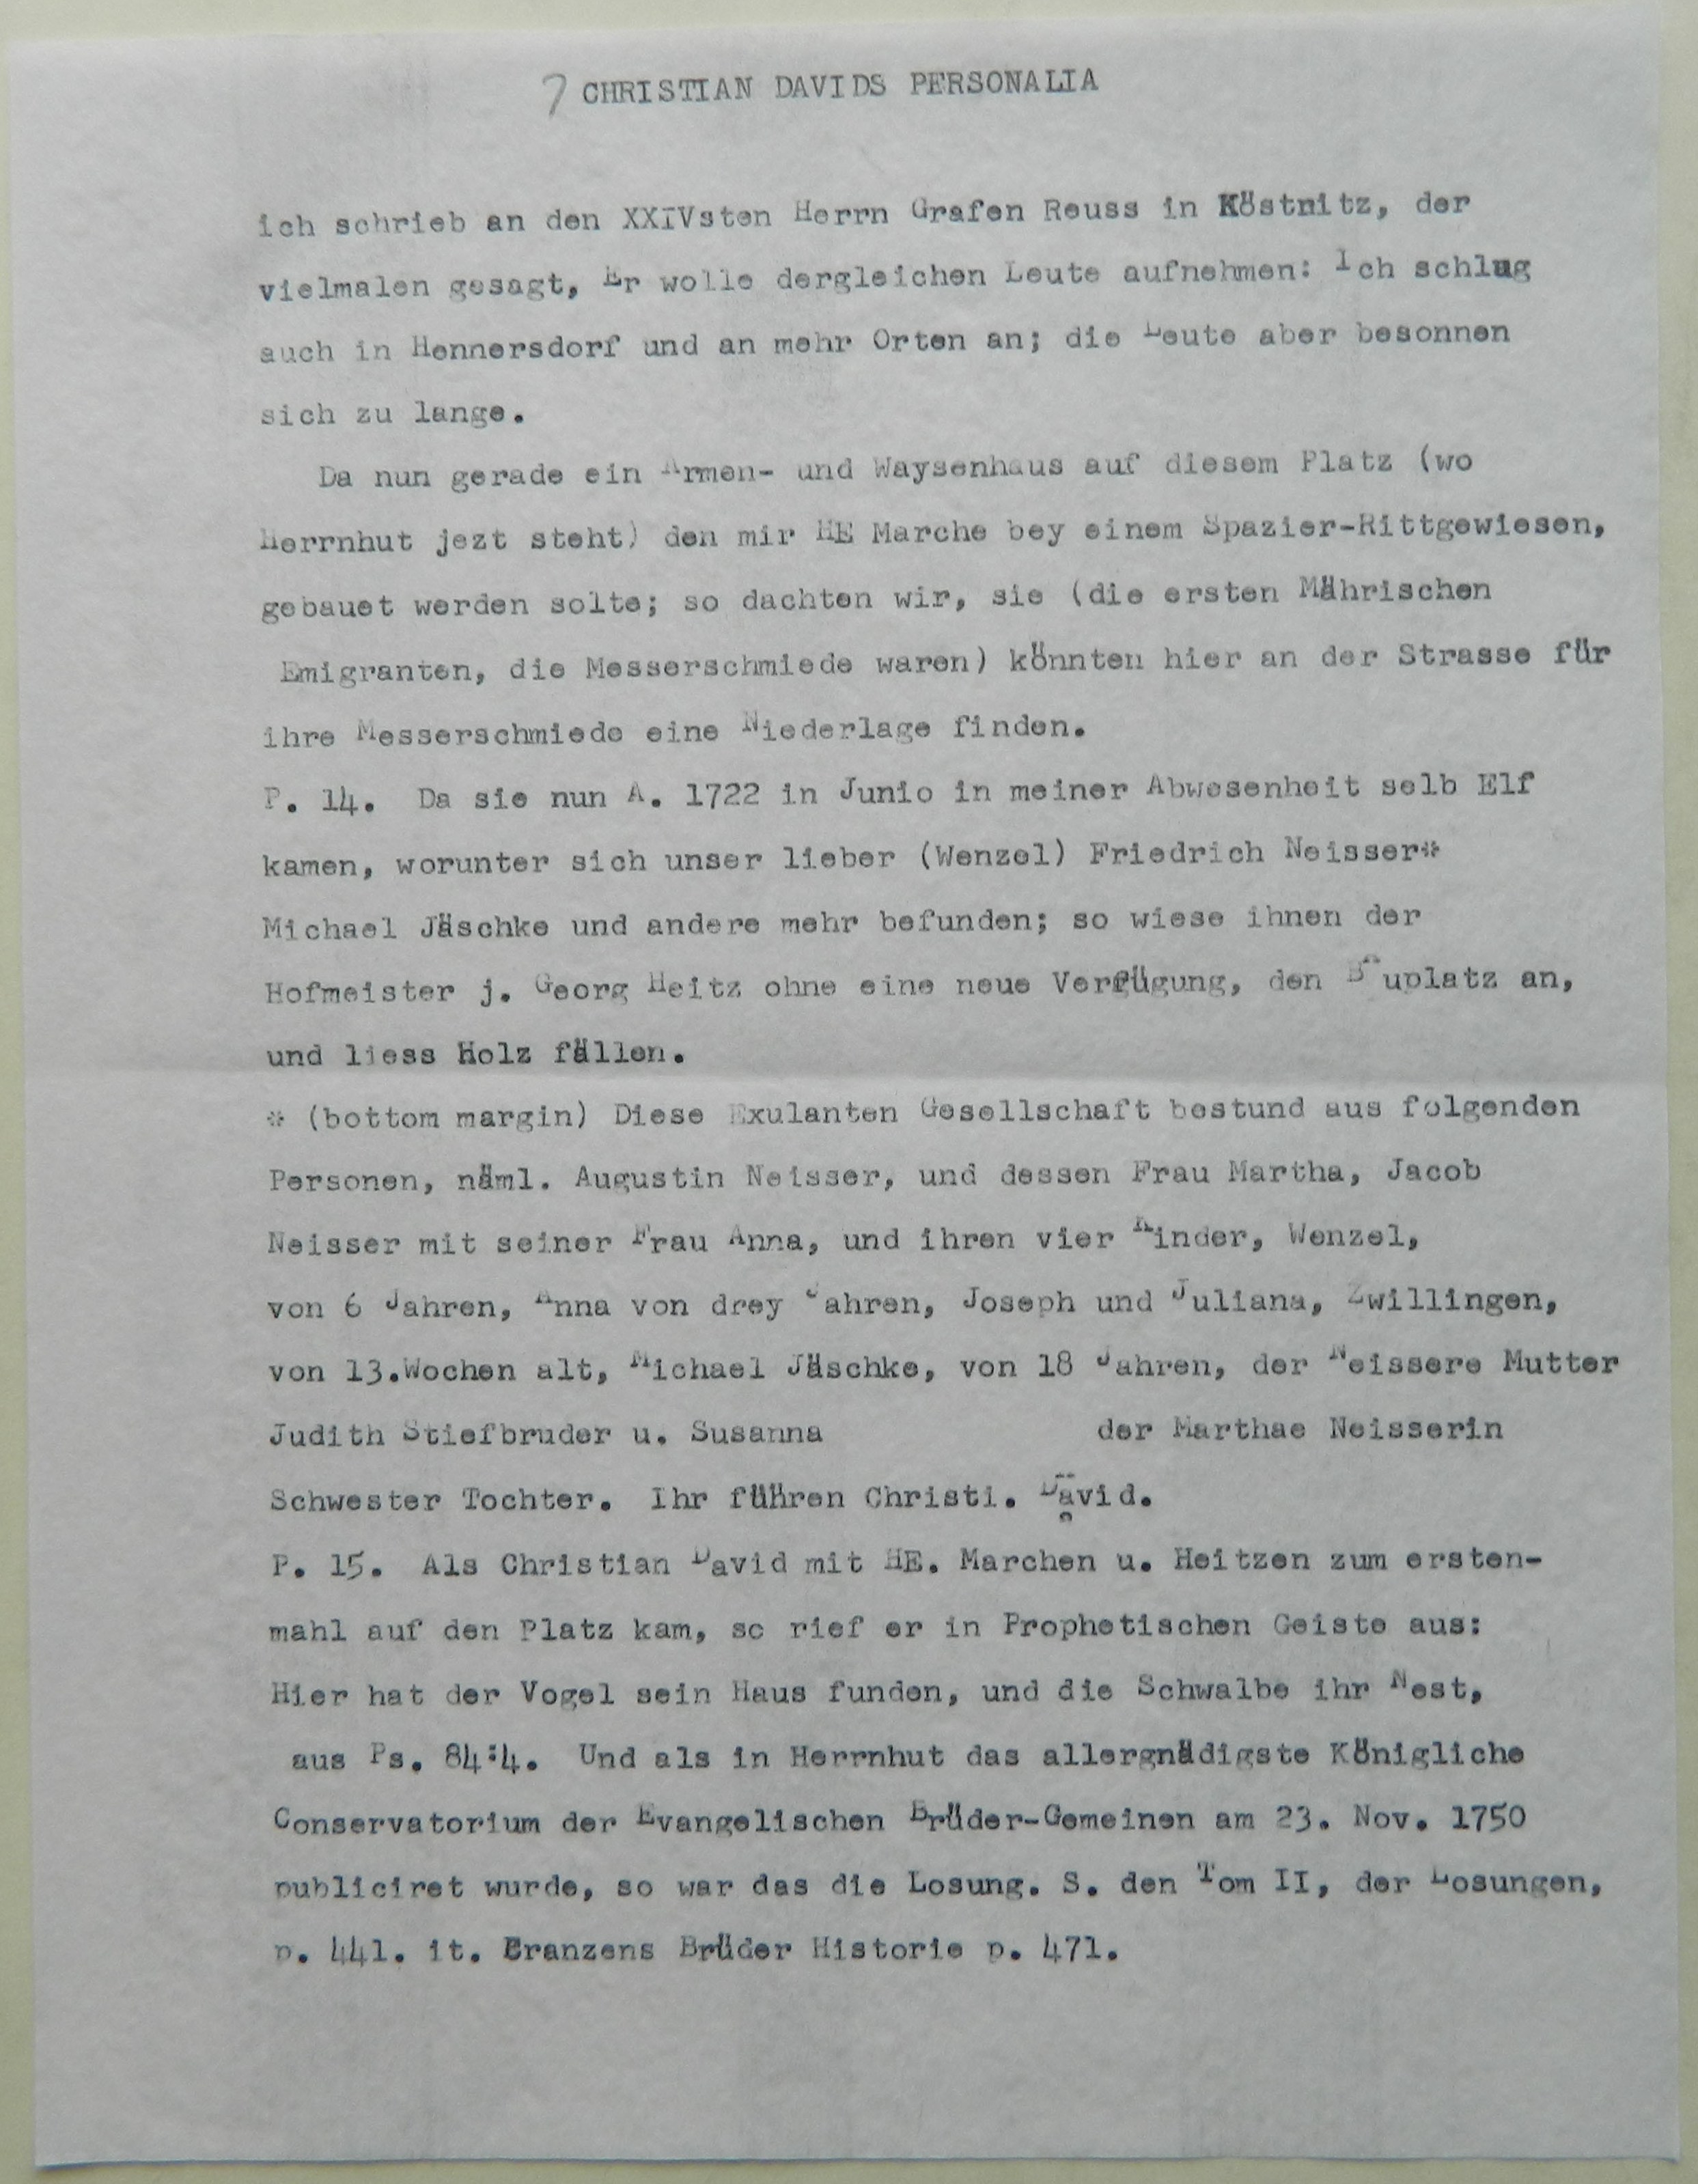 7 CHRISTIAN DAVIDS PERSONALIA
ich schrieb an den XXIVsten Herrn Grafen Reuss in Köstnitz, der
vielmalen gesagt, Er wolle dergleichen Leute aufnehmen: Ich schlug
auch in Hennersdorf und an mehr Orten an; die Leute aber besonnen
sich zu lange.
Da nun gerade ein Armen- und Waysenhaus auf diesem Platz (wo
Herrnhut jezt steht) den mir HE Marche bey einem Spazier-Rittgewiesen,
gebauet werden solte; so dachten wir, sie (die ersten Mährischen
Emigranten, die Messerschmiede waren) könnten hier an der Strasse für
ihre Messerschmiede eine Niederlage finden.
P. 14. Da sie nun A. 1722 in Junio in meiner Abwesenheit selb Elf
kamen, worunter sich unser lieber (Wenzel) Friedrich Neisser*
Michael Jäschke und andere mehr befunden; so wiese ihnen der
Hofmeister j. Georg Heitz ohne eine neue Verfügung, den Bauplatz an,
und liess Holz fällen.
* (bottom margin) Diese Exulanten Gesellschaft bestund aus folgenden
Personen, näml. Augustin Neisser, und dessen Frau Martha, Jacob
Neisser mit seiner Frau Anna, und ihren vier Kinder, Wenzel,
von 6 Jahren, Anna von drey Jahren, Joseph und Juliana, Zwillingen,
von 13.Wochen alt, Michael Jäschke, von 18 Jahren, der Neissere Mutter
Judith Stiefbruder u. Susanna der Marthae Neisserin
Schwester Tochter. Ihr führen Christi. David.
P. 15. Als Christian David mit HE. Marchen u. Heitzen zum ersten-
mahl auf den Platz kam, so rief er in Prophetischen Geiste aus:
Hier hat der Vogel sein Haus funden, und die Schwalbe ihr Nest,
aus Ps. 84:4. Und als in Herrnhut das allergnädigste Königliche
Conservatorium der Evangelischen Brüder-Gemeinen am 23. Nov. 1750
publiciret wurde, so war das die Losung. S. den Tom II, der Losungen,
p. 441. it. Cranzens Brüder Historie p. 471.